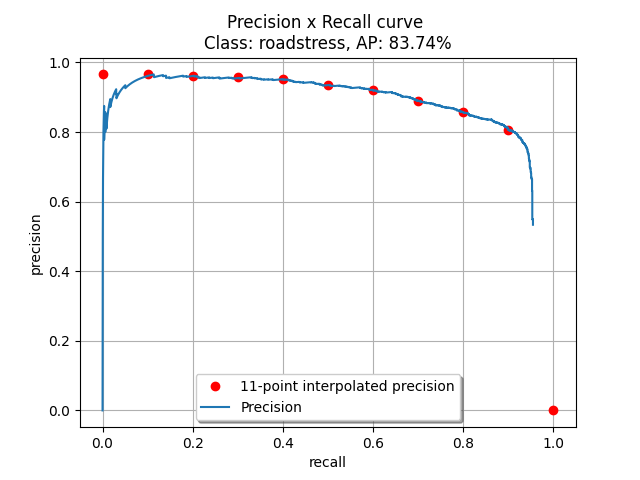 Precision x Recall curve
Class: roadstress, AP: 83.74%
1.0
0.8
0.6
0.4
0.2
0.0
precision
11-point interpolated precision
Precision
0.0 0.2 0.4 0.6 0.8 1.0
recall